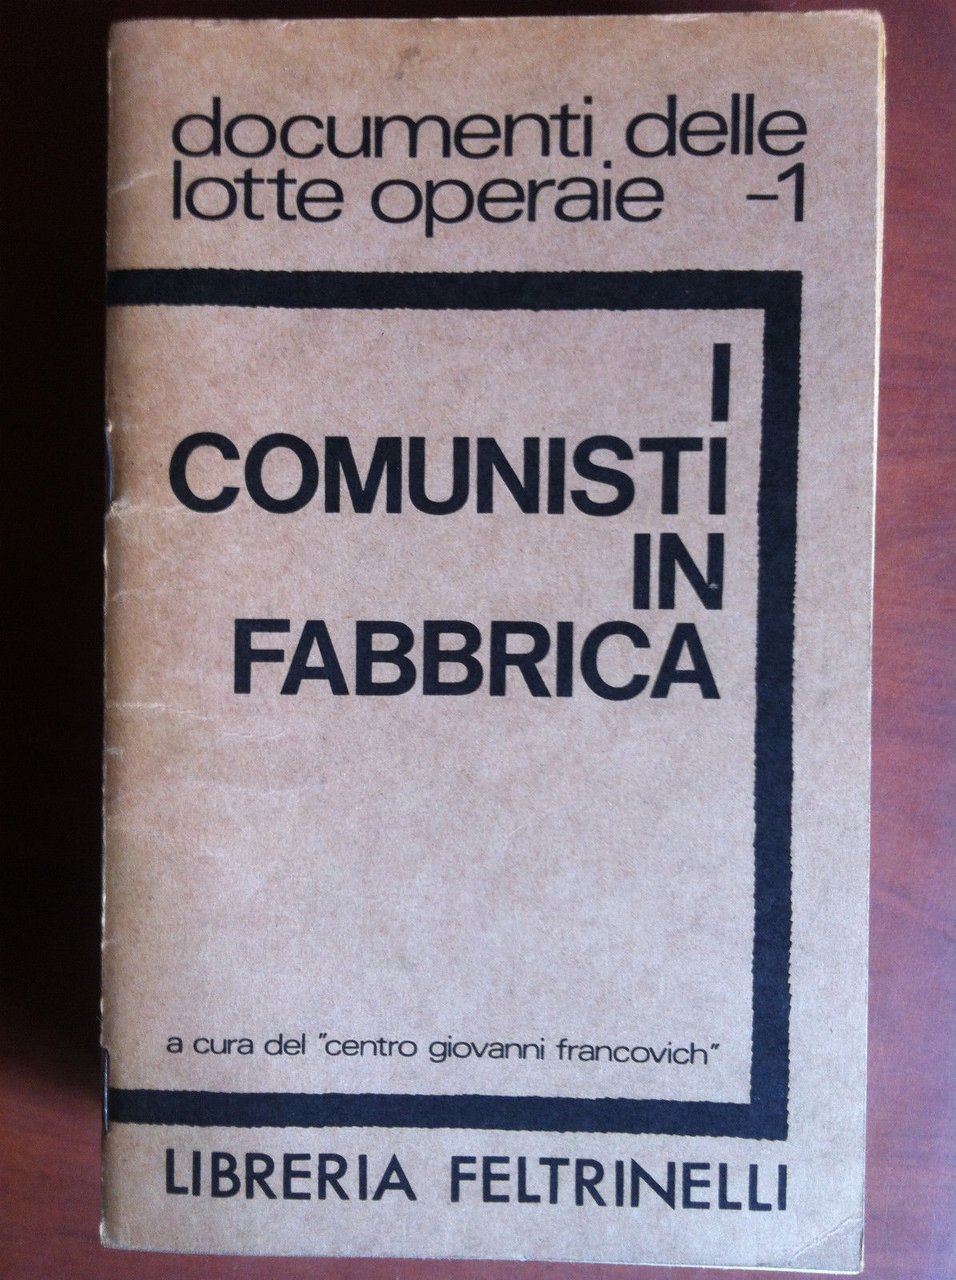 documenti delle
lotte operaie -1
I
COMUNISTI
IN
FABBRICA
a cura del "centro giovanni francovich"
LIBRERIA FELTRINELLI